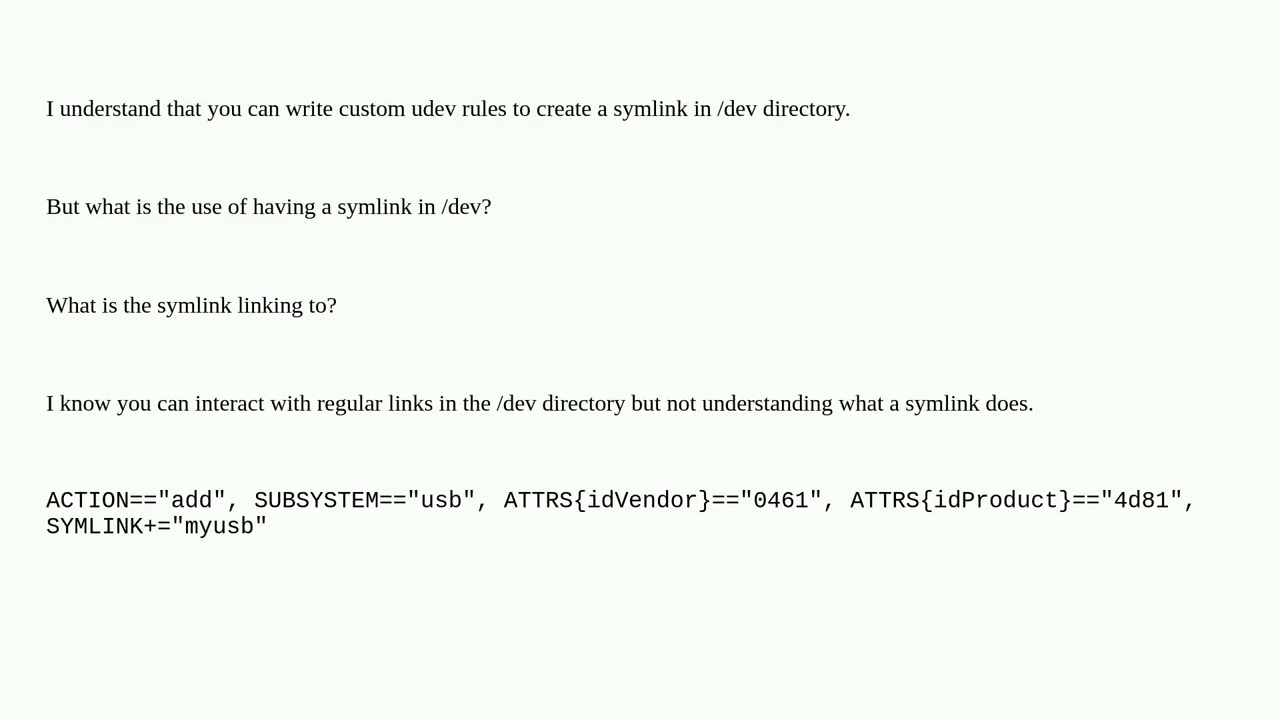 I understand that you can write custom udev rules to create a symlink in /dev directory.
But what is the use of having a symlink in /dev?
What is the symlink linking to?
I know you can interact with regular links in the /dev directory but not understanding what a symlink does.
ACTION=="add", SUBSYSTEM=="usb", ATTRS{idVendor}=="0461", ATTRS{idProduct}=="4d81",
SYMLINK+="myusb"